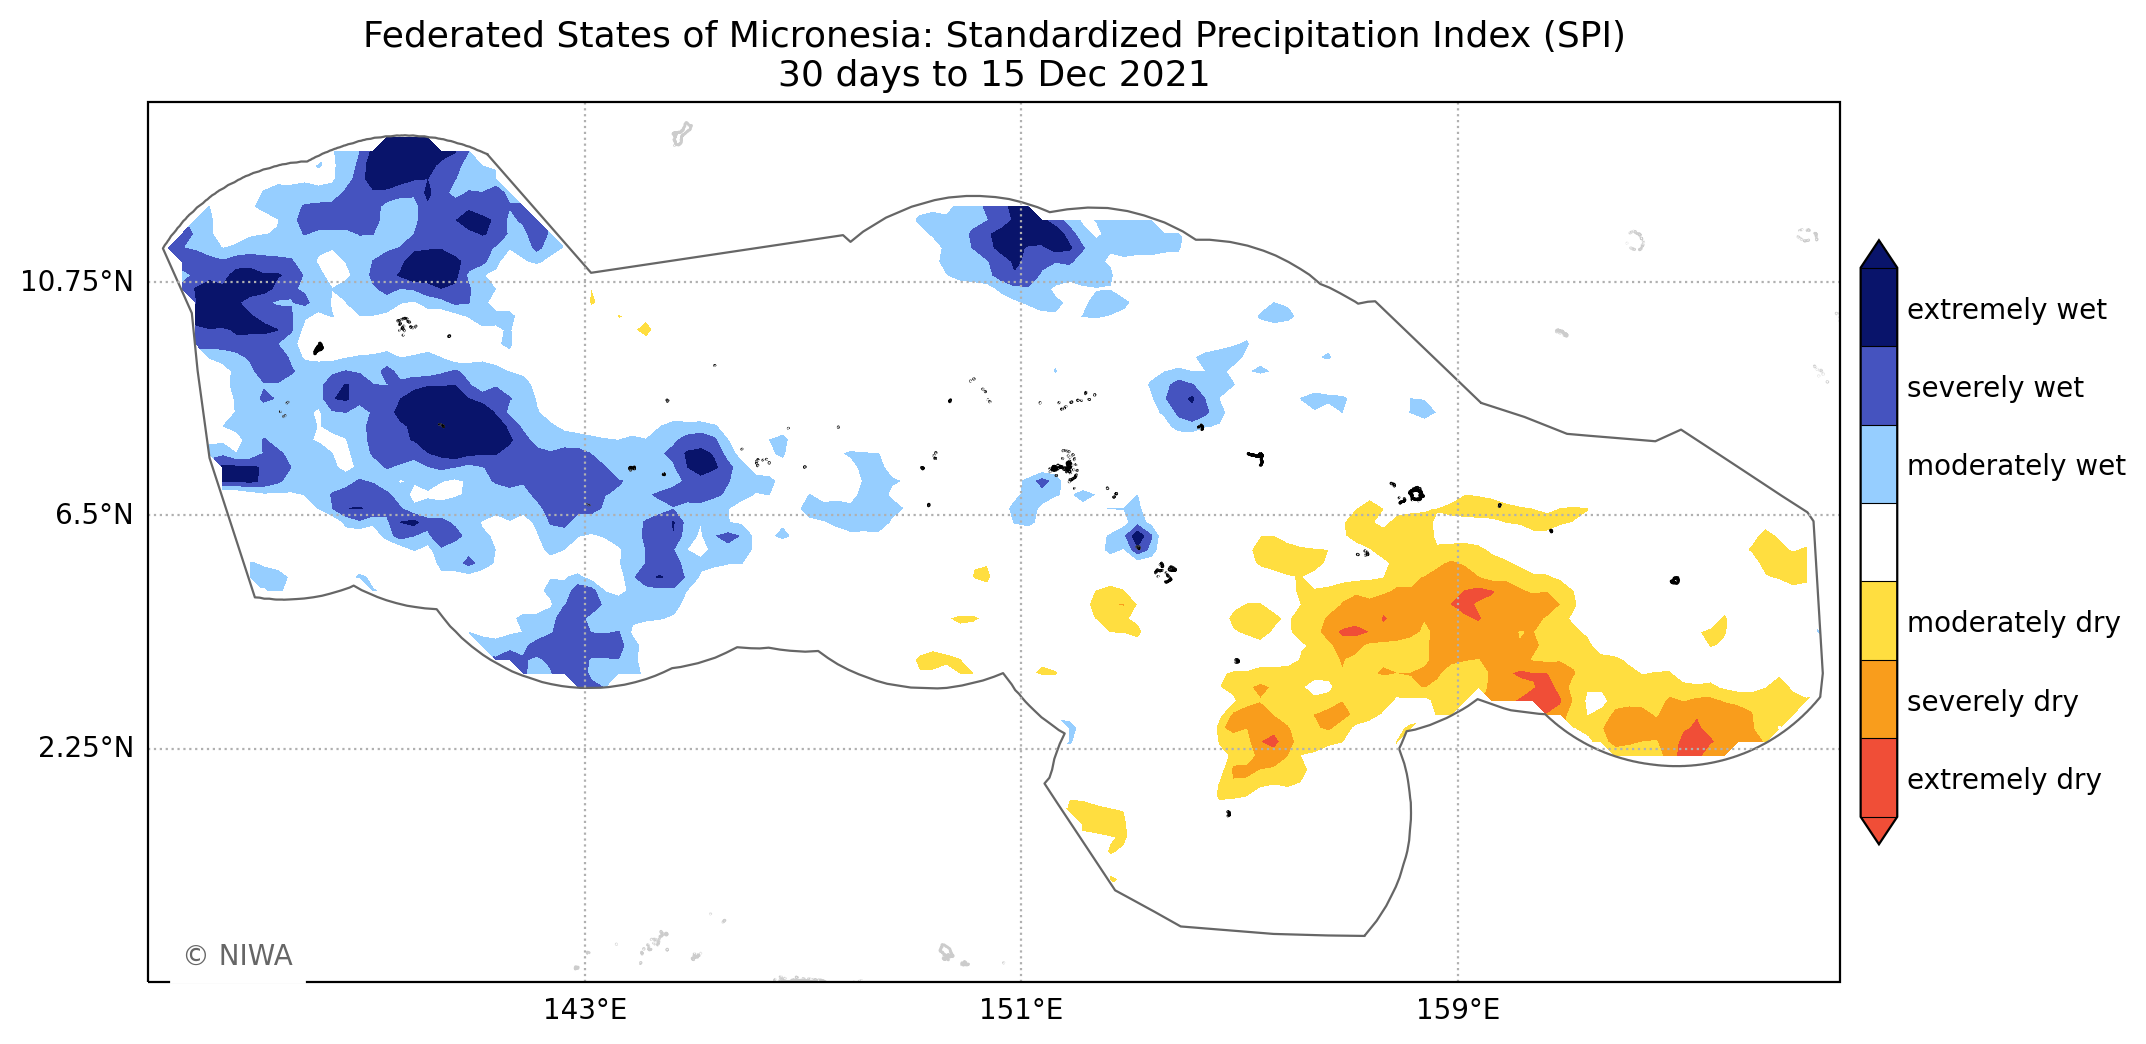 Federated States of Micronesia: Standardized Precipitation Index (SPI)
30 days to 15 Dec 2021
10.75°N
6.5°N
2.25°N
143°E
151°E
159°E
extremely wet
severely wet
moderately wet
moderately dry
severely dry
extremely dry
© NIWA